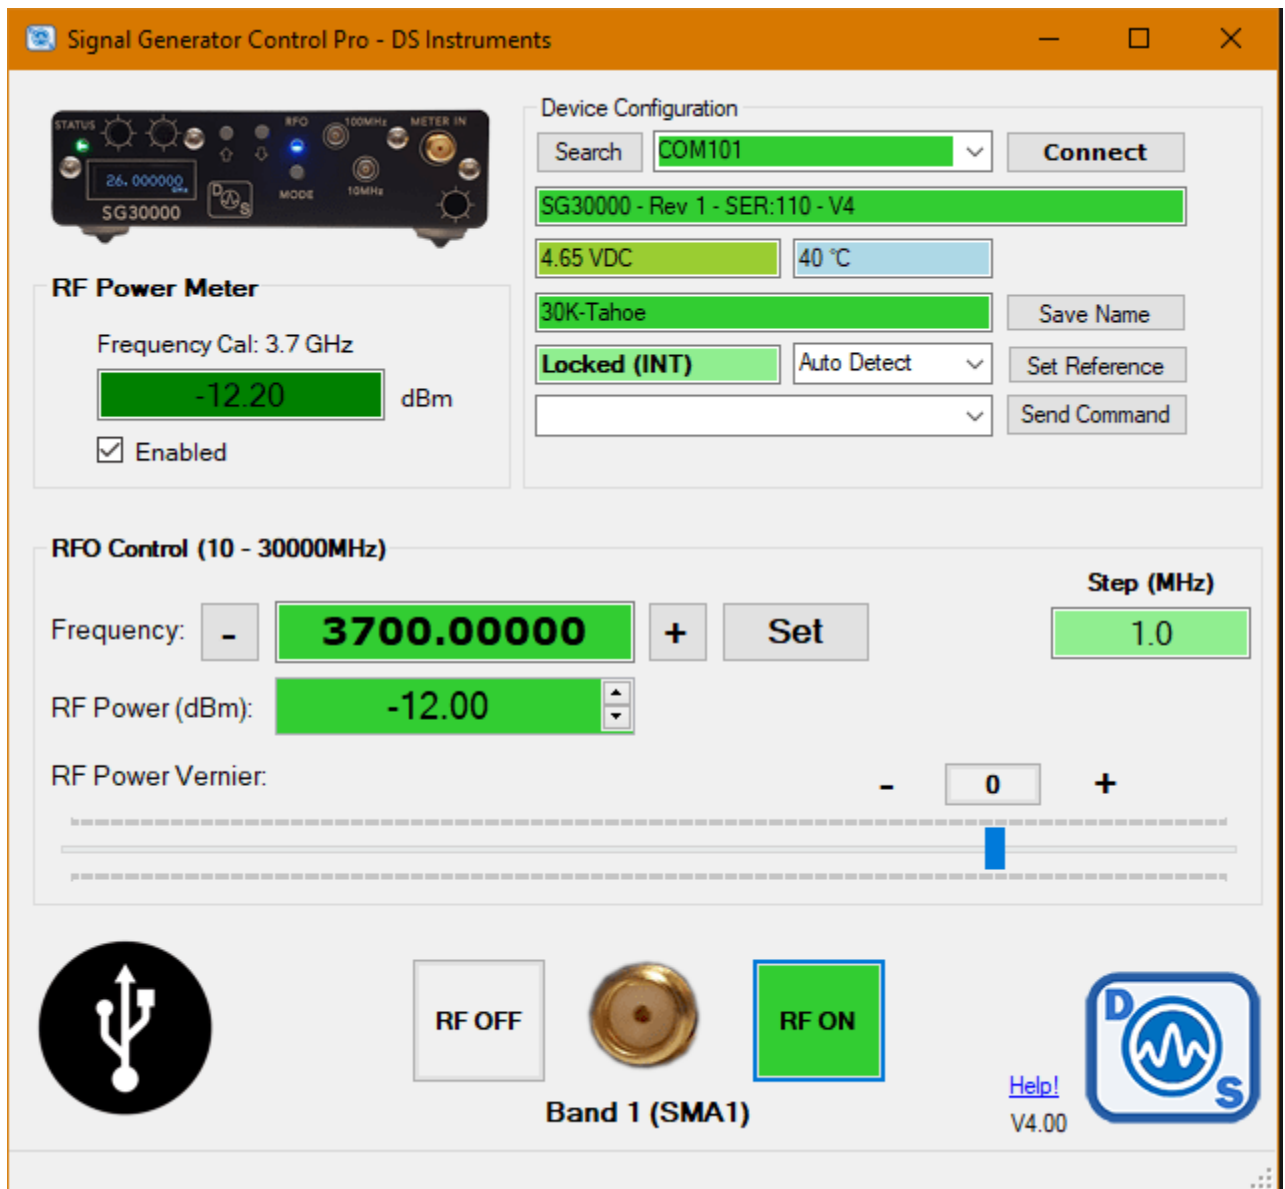 Signal Generator Control Pro - DS Instruments
STATUS
RFO
100MHz
METER IN
26.000000
MODE
10MHz
SG30000
D
S
Device Configuration
Search
COM101
Connect
SG30000 - Rev 1 - SER:110 - V4
4.65 VDC
40 °C
30K-Tahoe
Save Name
Locked (INT)
Auto Detect
Set Reference
Send Command
RF Power Meter
Frequency Cal: 3.7 GHz
-12.20
dBm
Enabled
RFO Control (10 - 30000MHz)
Step (MHz)
Frequency:
-
3700.00000
+
Set
1.0
RF Power (dBm):
-12.00
RF Power Vernier:
-
0
+
RF OFF
RF ON
Band 1 (SMA1)
Help!
V4.00
D
S